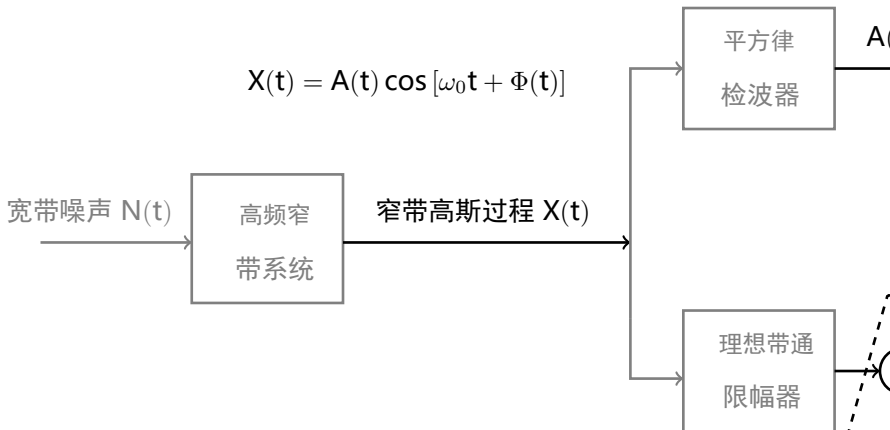 平方律
检波器
A(
X(t) = A(t) cos [ω₀t + Φ(t)]
宽带噪声 N(t)
高频窄
带系统
窄带高斯过程 X(t)
理想带通
限幅器